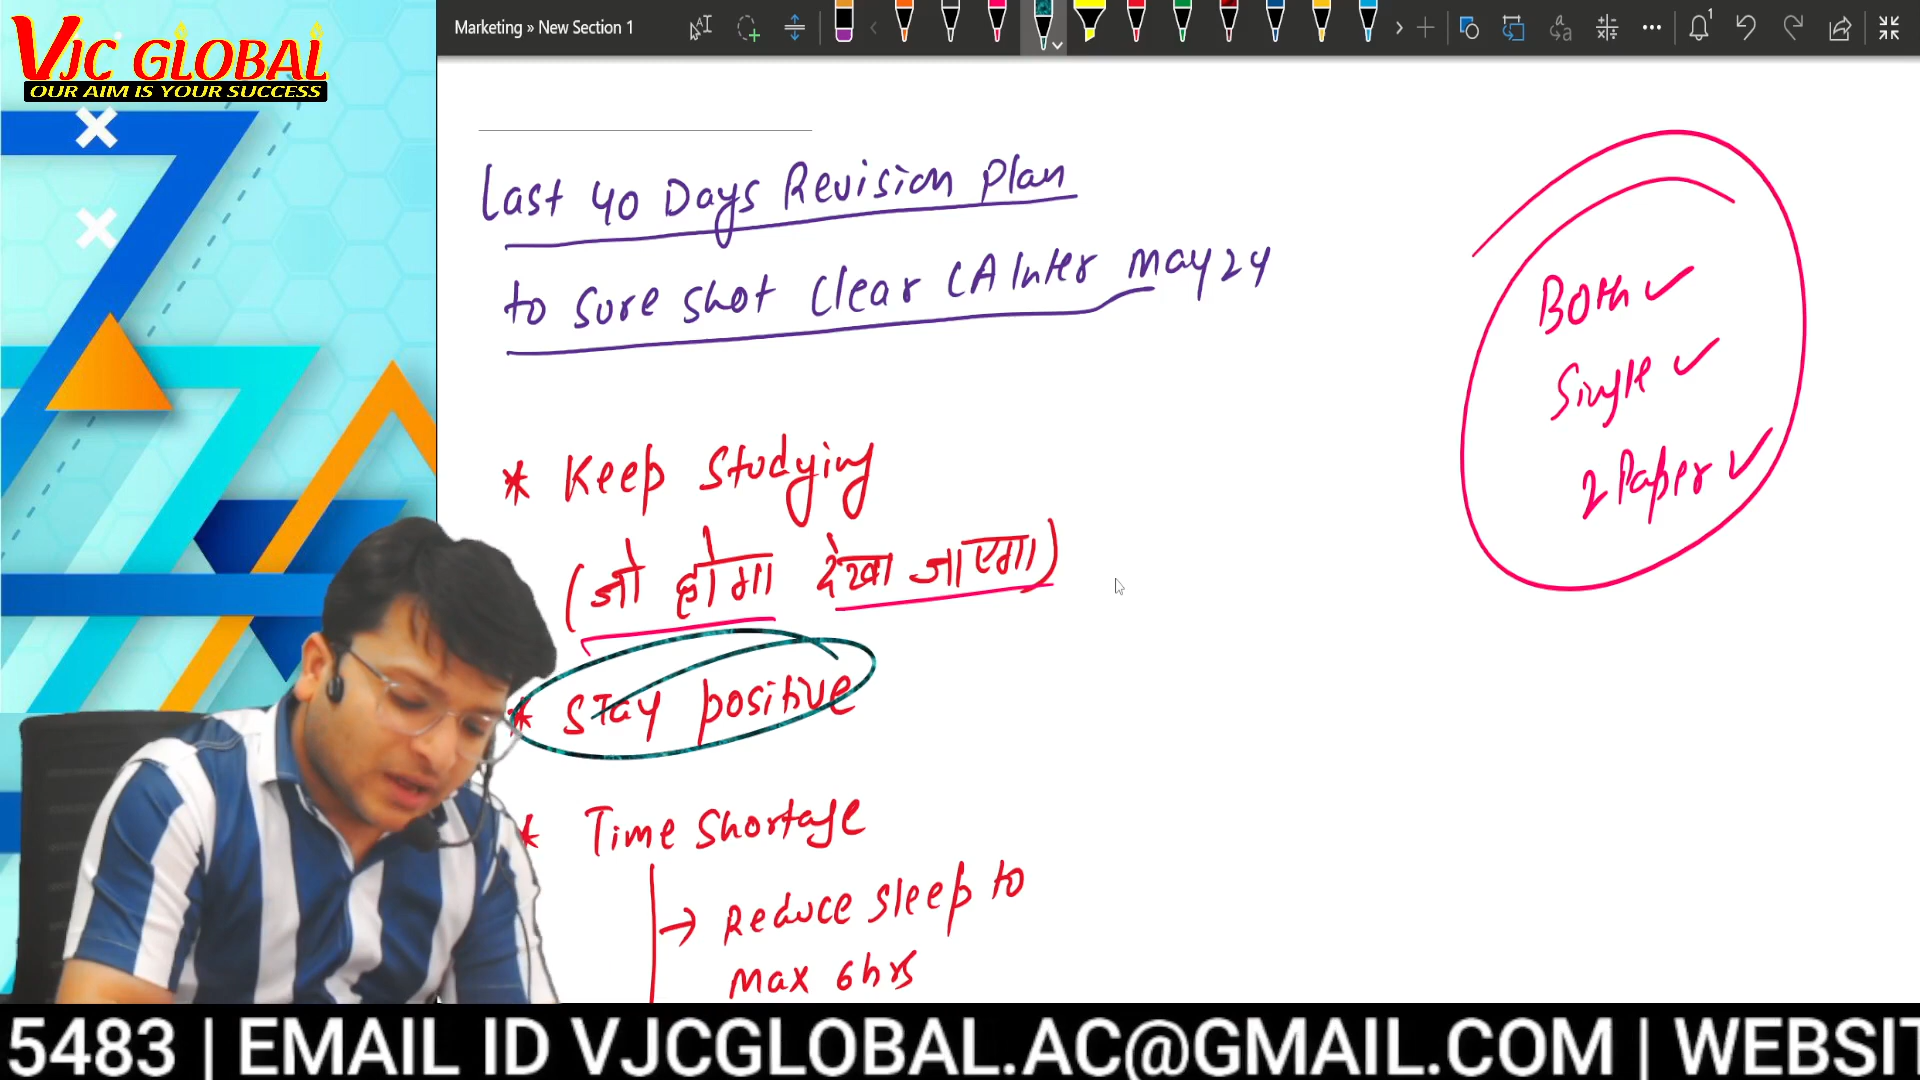 VJC GLOBAL
OUR AIM IS YOUR SUCCESS
Marketing » New Section 1
Last 40 Days Revision Plan
to sure shot Clear CA Inter May 24
Both ✓
Single ✓
2 Paper ✓
* Keep Studying
(जो होगा देखा जाएगा)
* Stay positive
* Time Shortage
→ Reduce sleep to
max 6 hrs
5483 | EMAIL ID VJCGLOBAL.AC@GMAIL.COM | WEBSIT